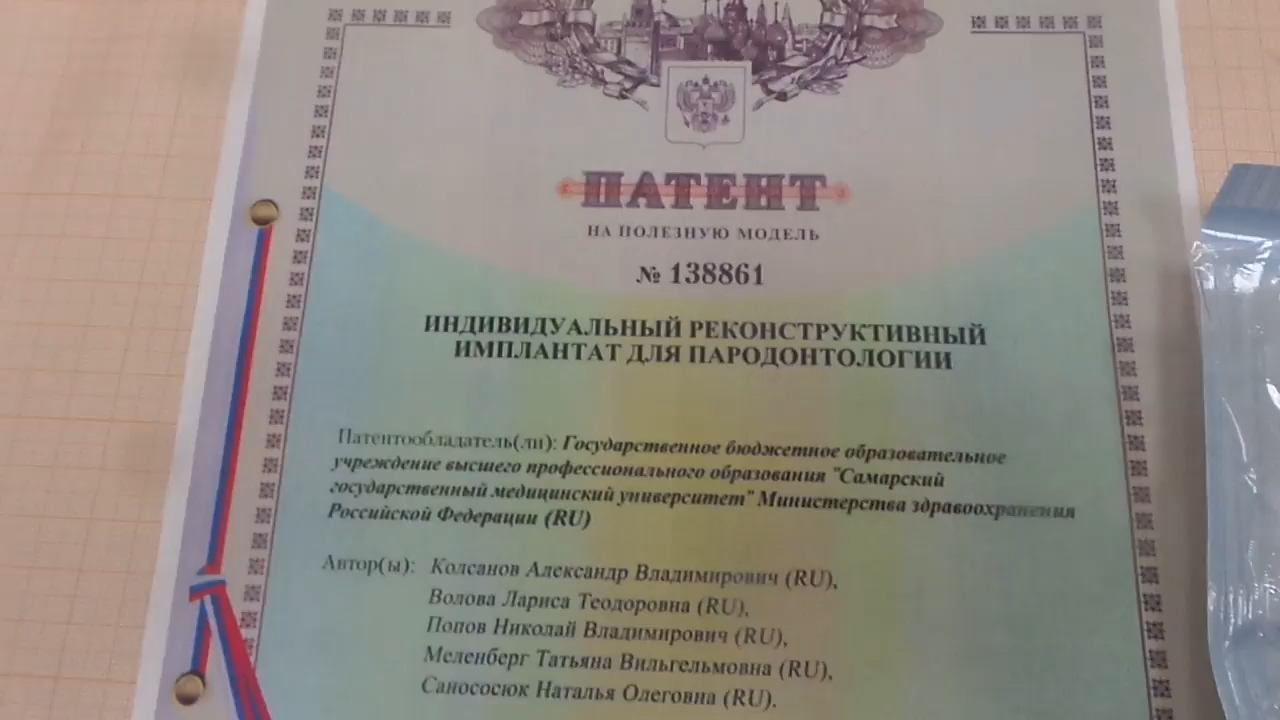 ПАТЕНТ
НА ПОЛЕЗНУЮ МОДЕЛЬ
№ 138861
ИНДИВИДУАЛЬНЫЙ РЕКОНСТРУКТИВНЫЙ
ИМПЛАНТАТ ДЛЯ ПАРОДОНТОЛОГИИ
Патентообладатель(ли): Государственное бюджетное образовательное
учреждение высшего профессионального образования "Самарский
государственный медицинский университет" Министерства здравоохранения
Российской Федерации (RU)
Автор(ы): Колсанов Александр Владимирович (RU),
Волова Лариса Теодоровна (RU),
Попов Николай Владимирович (RU),
Меленберг Татьяна Вильгельмовна (RU),
Санососюк Наталья Олеговна (RU).